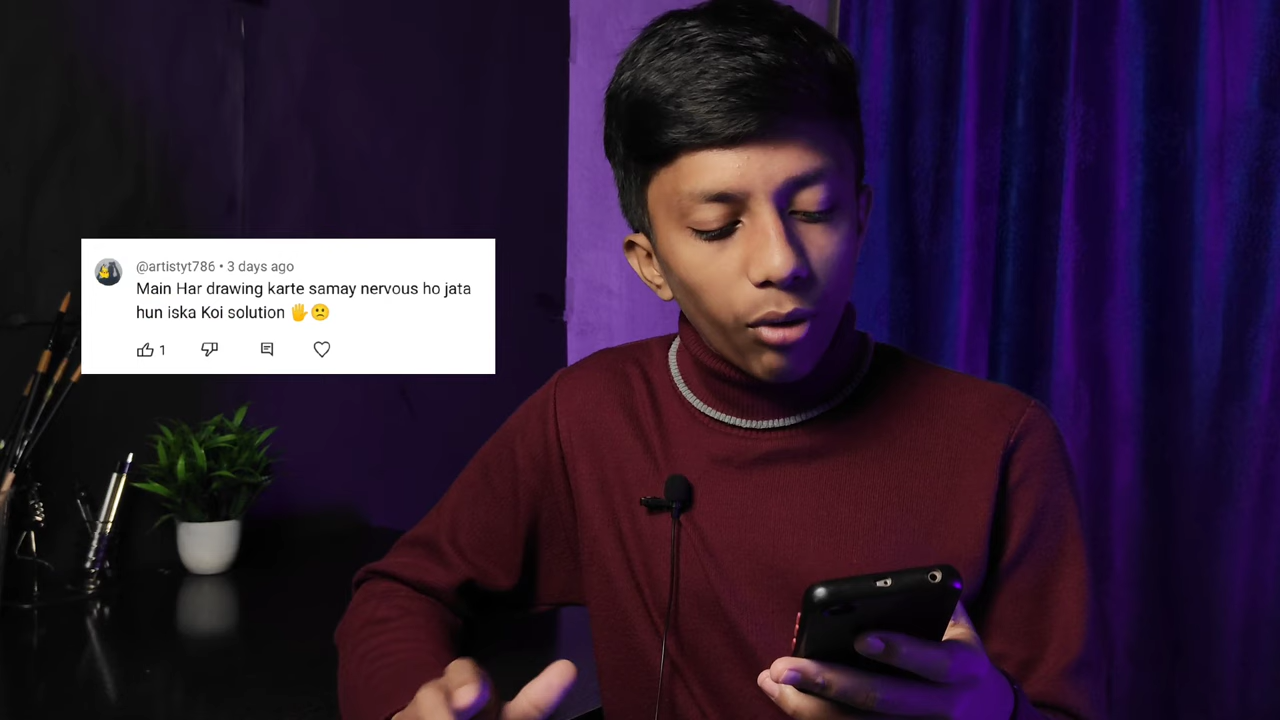 @artistyt786 • 3 days ago
Main Har drawing karte samay nervous ho jata
hun iska Koi solution 🖐️🙁
1